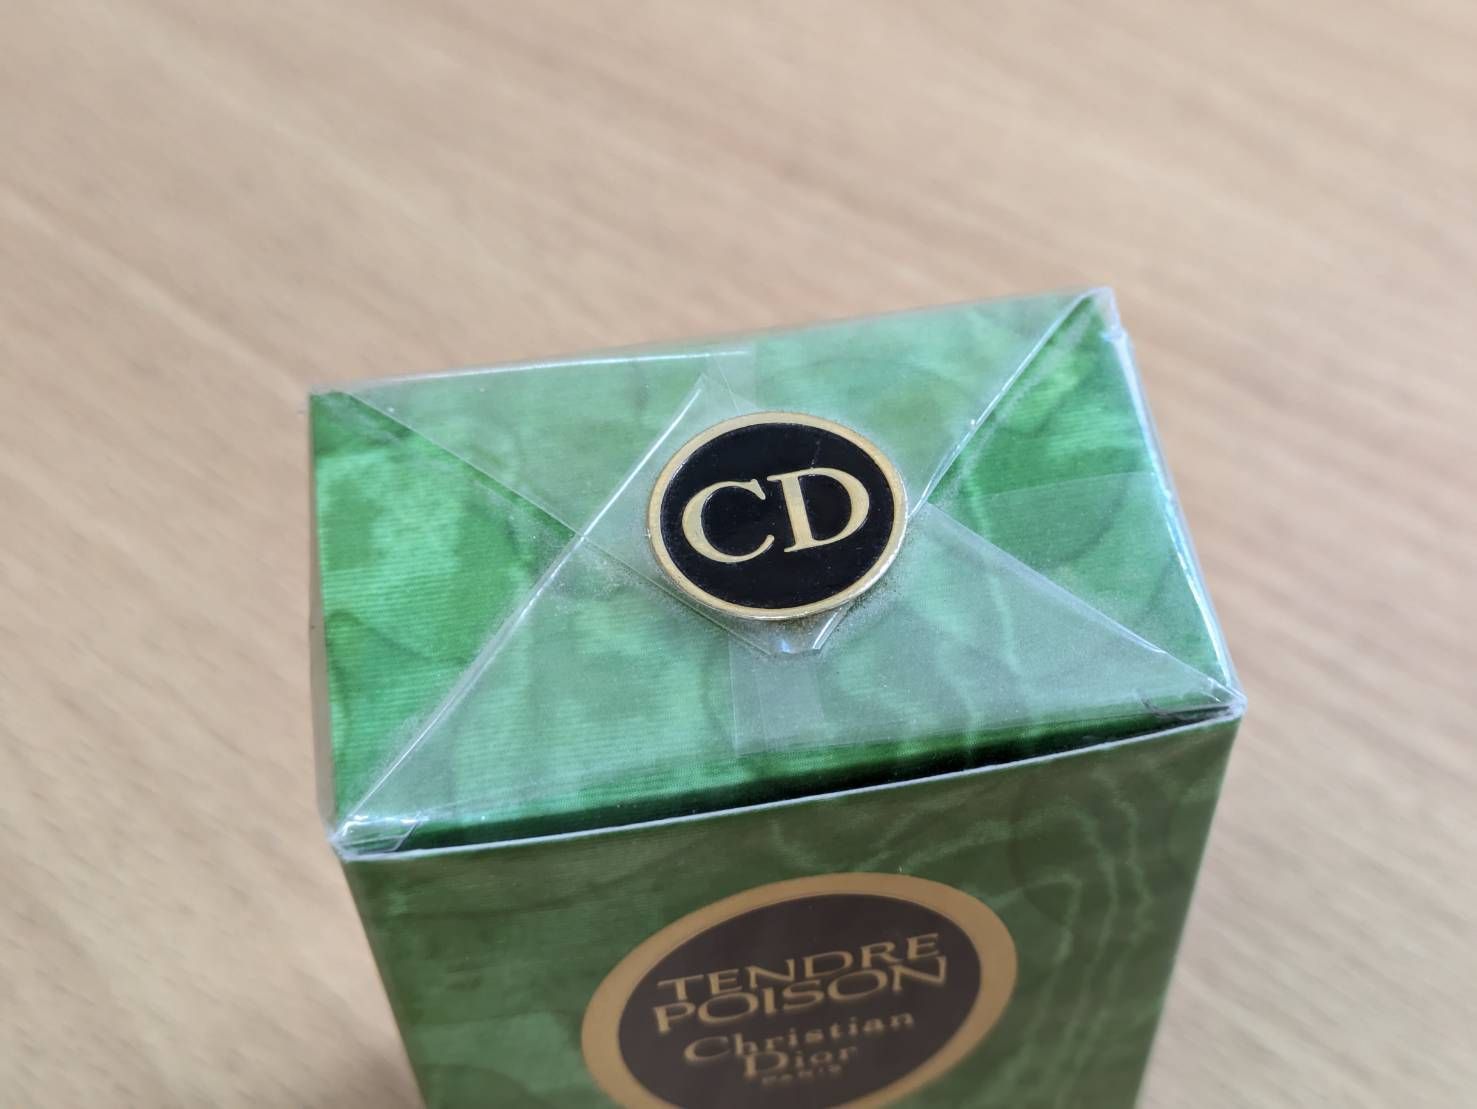 CD
TENDRE
POISON
Christian
Dior
PARIS